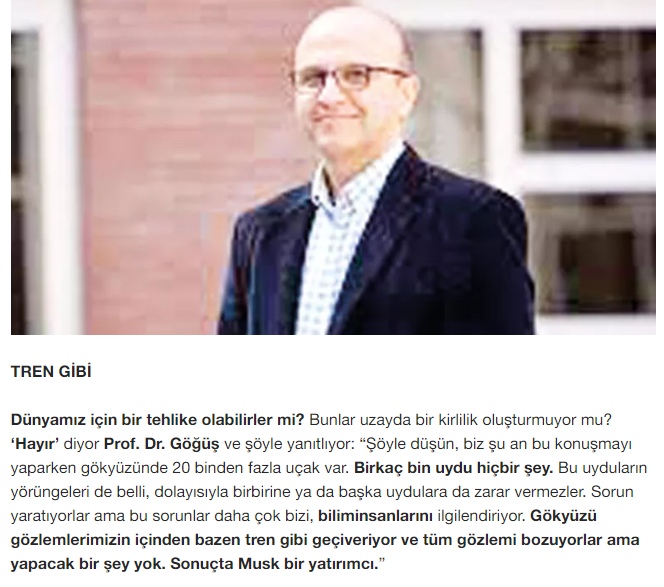 TREN GİBİ
Dünyamız için bir tehlike olabilirler mi? Bunlar uzayda bir kirlilik oluşturmuyor mu?
‘Hayır’ diyor Prof. Dr. Göğüş ve şöyle yanıtlıyor: “Şöyle düşün, biz şu an bu konuşmayı
yaparken gökyüzünde 20 binden fazla uçak var. Birkaç bin uydu hiçbir şey. Bu uyduların
yörüngeleri de belli, dolayısıyla birbirine ya da başka uydulara da zarar vermezler. Sorun
yaratıyorlar ama bu sorunlar daha çok bizi, biliminsanlarını ilgilendiriyor. Gökyüzü
gözlemlerimizin içinden bazen tren gibi geçiveriyor ve tüm gözlemi bozuyorlar ama
yapacak bir şey yok. Sonuçta Musk bir yatırımcı.”